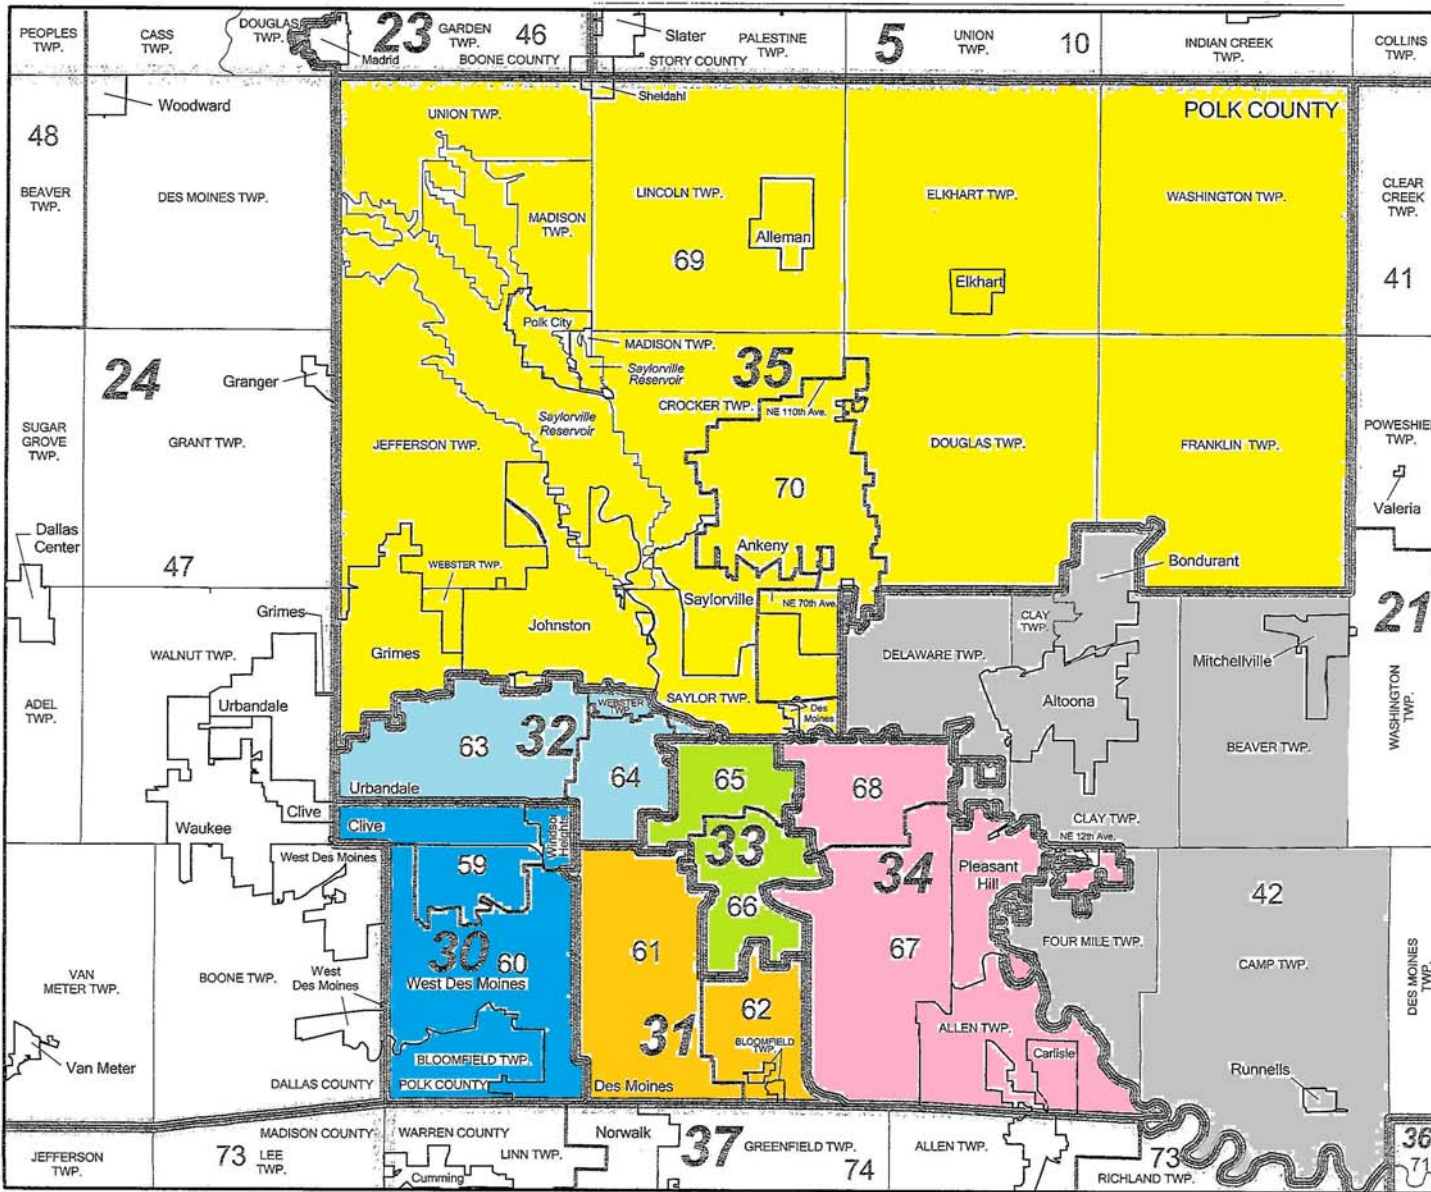 PEOPLES
TWP.
CASS
TWP.
DOUGLAS
TWP.
23
GARDEN
TWP.
46
BOONE COUNTY
Madrid
Slater
PALESTINE
TWP.
STORY COUNTY
5
UNION
TWP.
10
INDIAN CREEK
TWP.
COLLINS
TWP.
Woodward
Sheldahl
POLK COUNTY
48
BEAVER
TWP.
DES MOINES TWP.
UNION TWP.
MADISON
TWP.
LINCOLN TWP.
Alleman
69
ELKHART TWP.
Elkhart
WASHINGTON TWP.
CLEAR
CREEK
TWP.
41
Polk City
MADISON TWP.
Saylorville
Reservoir
35
24
Granger
CROCKER TWP.
NE 110th Ave.
Saylorville
Reservoir
SUGAR
GROVE
TWP.
GRANT TWP.
JEFFERSON TWP.
DOUGLAS TWP.
FRANKLIN TWP.
POWESHIE
TWP.
Valeria
70
Ankeny
Dallas
Center
47
WEBSTER TWP.
Bondurant
Grimes
Saylorville
NE 70th Ave.
Johnston
CLAY
TWP.
21
WALNUT TWP.
Grimes
DELAWARE TWP.
Mitchellville
ADEL
TWP.
Urbandale
SAYLOR TWP.
Des
Moines
Altoona
WASHINGTON
TWP.
WEBSTER
TWP.
63
32
64
65
68
BEAVER TWP.
Urbandale
Clive
Waukee
Clive
Windsor
Heights
CLAY TWP.
NE 12th Ave.
West Des Moines
59
33
34
Pleasant
Hill
42
66
30
60
61
67
FOUR MILE TWP.
CAMP TWP.
VAN
METER TWP.
BOONE TWP.
West
Des Moines
West Des Moines
DES MOINES
TWP.
62
31
ALLEN TWP.
BLOOMFIELD
TWP.
Carlisle
Van Meter
BLOOMFIELD TWP.
Runnells
DALLAS COUNTY
POLK COUNTY
Des Moines
JEFFERSON
TWP.
73
MADISON COUNTY
LEE
TWP.
WARREN COUNTY
LINN TWP.
Cumming
Norwalk
37
GREENFIELD TWP.
74
ALLEN TWP.
73
RICHLAND TWP.
36
71